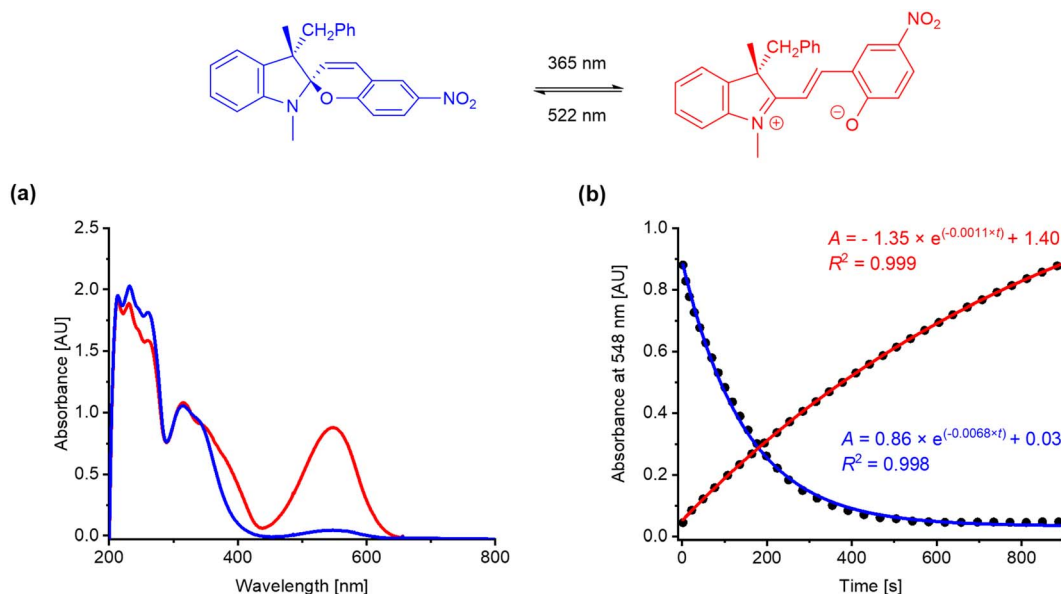 CH2Ph
NO2
N
O
365 nm
522 nm
CH2Ph
NO2
N
⊕
⊖
O
(a)
2.5
2.0
1.5
1.0
0.5
0.0
Absorbance [AU]
200
400
600
800
Wavelength [nm]
(b)
1.0
0.8
0.6
0.4
0.2
0.0
Absorbance at 548 nm [AU]
A = - 1.35 × e(-0.0011×t) + 1.40
R2 = 0.999
A = 0.86 × e(-0.0068×t) + 0.03
R2 = 0.998
0
200
400
600
800
Time [s]